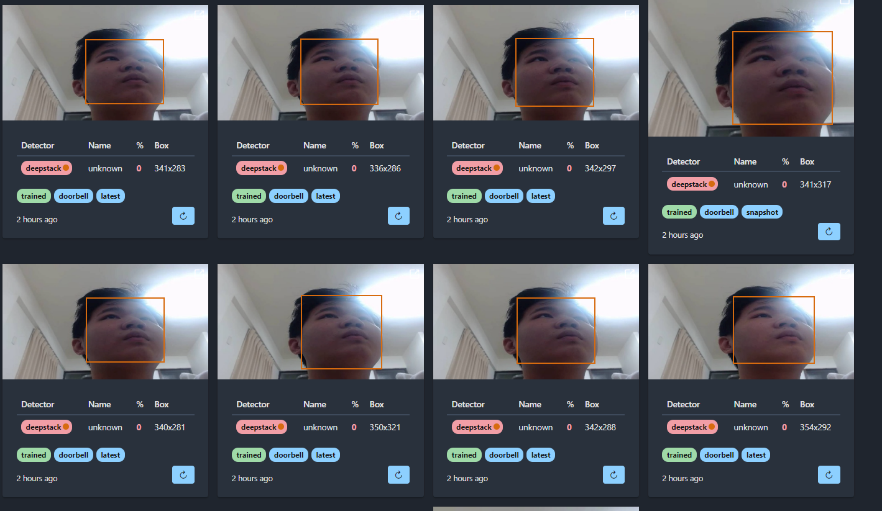 Detector Name % Box
deepstack unknown 0 341x283
trained doorbell latest
2 hours ago
Detector Name % Box
deepstack unknown 0 336x286
trained doorbell latest
2 hours ago
Detector Name % Box
deepstack unknown 0 342x297
trained doorbell latest
2 hours ago
Detector Name % Box
deepstack unknown 0 341x317
trained doorbell snapshot
2 hours ago
Detector Name % Box
deepstack unknown 0 340x281
trained doorbell latest
2 hours ago
Detector Name % Box
deepstack unknown 0 350x321
trained doorbell latest
2 hours ago
Detector Name % Box
deepstack unknown 0 342x288
trained doorbell latest
2 hours ago
Detector Name % Box
deepstack unknown 0 354x292
trained doorbell latest
2 hours ago